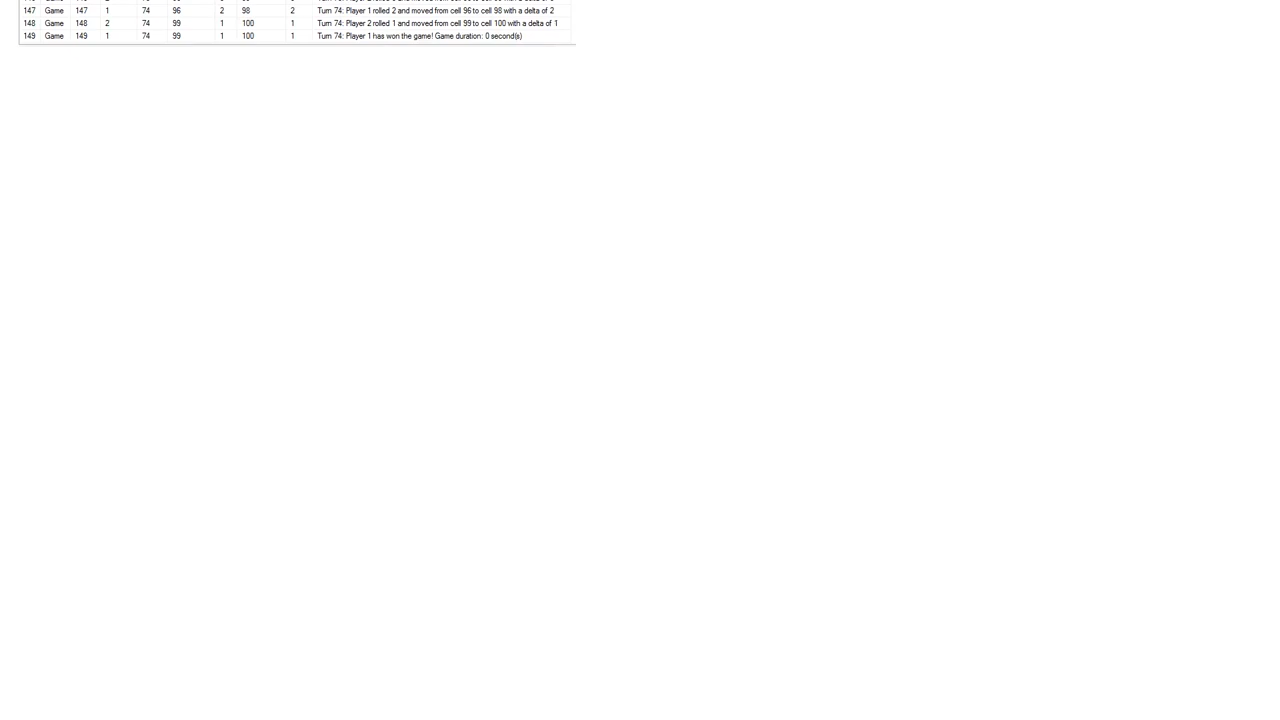 147 Game 147 1 74 96 2 98 2 Turn 74: Player 1 rolled 2 and moved from cell 96 to cell 98 with a delta of 2
148 Game 148 2 74 99 1 100 1 Turn 74: Player 2 rolled 1 and moved from cell 99 to cell 100 with a delta of 1
149 Game 149 1 74 99 1 100 1 Turn 74: Player 1 has won the game! Game duration: 0 second(s)